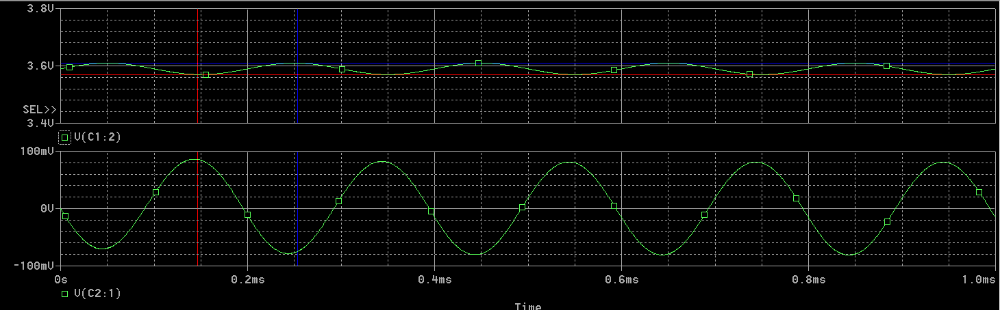 3.8V
3.6V
SEL>>
3.4V
V(C1:2)
100mV
0V
-100mV
0s 0.2ms 0.4ms 0.6ms 0.8ms 1.0ms
V(C2:1)
Time